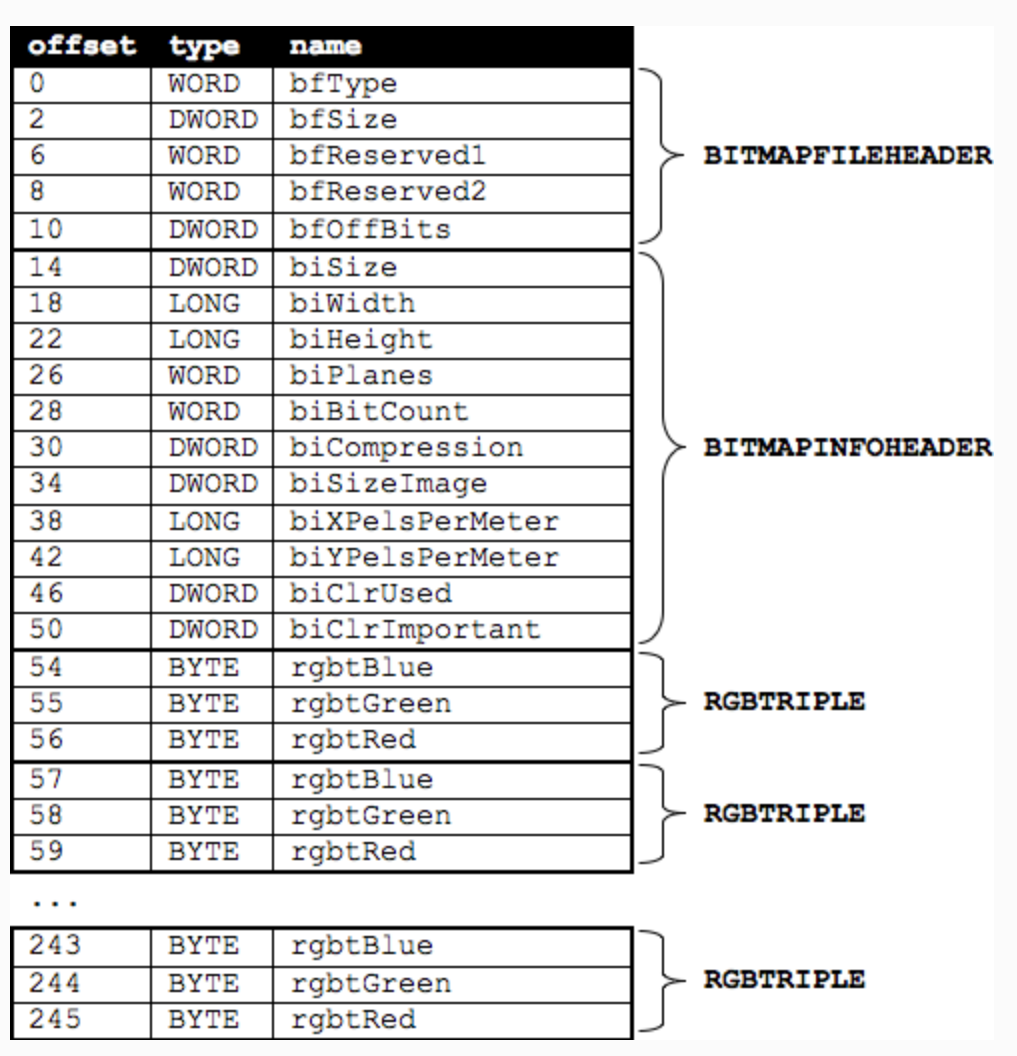 offset type name
0 WORD bfType
2 DWORD bfSize
6 WORD bfReserved1 BITMAPFILEHEADER
8 WORD bfReserved2
10 DWORD bfOffBits
14 DWORD biSize
18 LONG biWidth
22 LONG biHeight
26 WORD biPlanes
28 WORD biBitCount
30 DWORD biCompression BITMAPINFOHEADER
34 DWORD biSizeImage
38 LONG biXPelsPerMeter
42 LONG biYPelsPerMeter
46 DWORD biClrUsed
50 DWORD biClrImportant
54 BYTE rgbtBlue
55 BYTE rgbtGreen RGBTRIPLE
56 BYTE rgbtRed
57 BYTE rgbtBlue
58 BYTE rgbtGreen RGBTRIPLE
59 BYTE rgbtRed
...
243 BYTE rgbtBlue
244 BYTE rgbtGreen RGBTRIPLE
245 BYTE rgbtRed